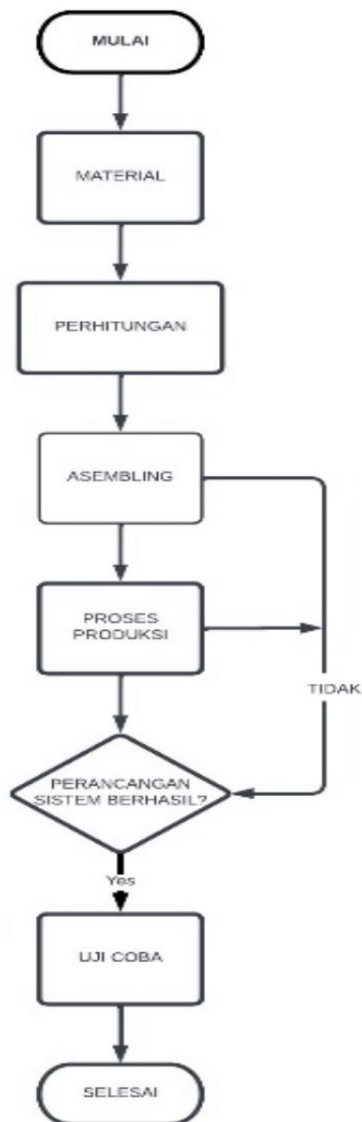 MULAI
MATERIAL
PERHITUNGAN
ASEMBLING
PROSES
PRODUKSI
TIDAK
PERANCANGAN
SISTEM BERHASIL?
Yes
UJI COBA
SELESAI